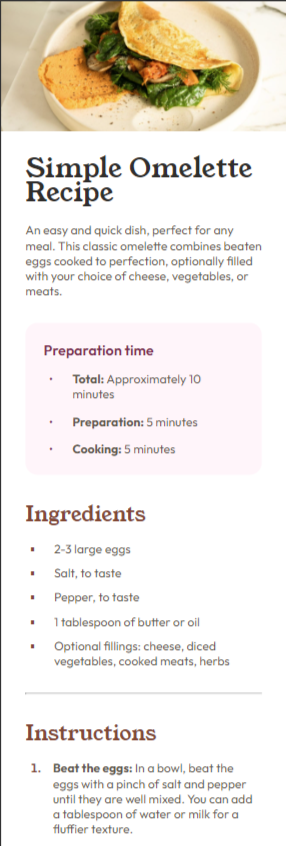 Simple Omelette
Recipe
An easy and quick dish, perfect for any
meal. This classic omelette combines beaten
eggs cooked to perfection, optionally filled
with your choice of cheese, vegetables, or
meats.
Preparation time
• Total: Approximately 10
minutes
• Preparation: 5 minutes
• Cooking: 5 minutes
Ingredients
▪ 2-3 large eggs
▪ Salt, to taste
▪ Pepper, to taste
▪ 1 tablespoon of butter or oil
▪ Optional fillings: cheese, diced
vegetables, cooked meats, herbs
Instructions
1. Beat the eggs: In a bowl, beat the
eggs with a pinch of salt and pepper
until they are well mixed. You can add
a tablespoon of water or milk for a
fluffier texture.